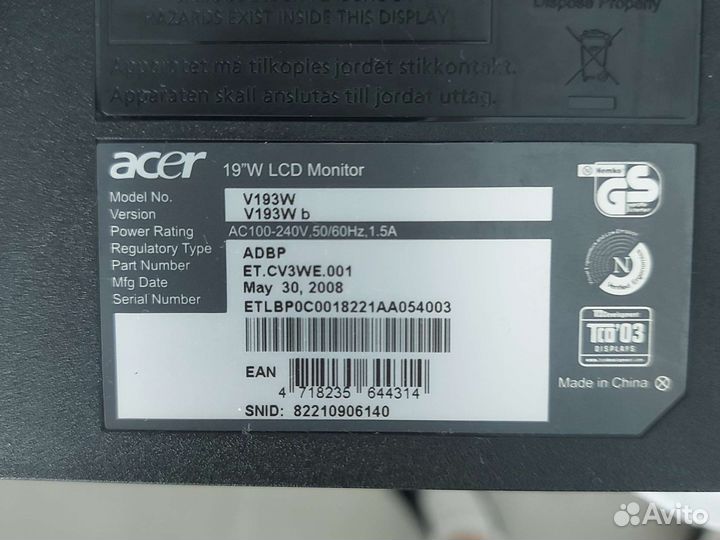 HAZARDS EXIST INSIDE THIS DISPLAY
Dispose Properly
Apparatet må tilkoples jordet stikkontakt.
Apparaten skall anslutas till jordat uttag.
acer 19"W LCD Monitor
Model No. V193W
Version V193W b
Power Rating AC100-240V,50/60Hz,1.5A
Regulatory Type ADBP
Part Number ET.CV3WE.001
Mfg Date May 30, 2008
Serial Number ETLBP0C0018221AA054003
EAN
4 718235 644314
SNID: 82210906140
N Nemko
GS
N
TCO'03
DISPLAYS
Made in China
Avito